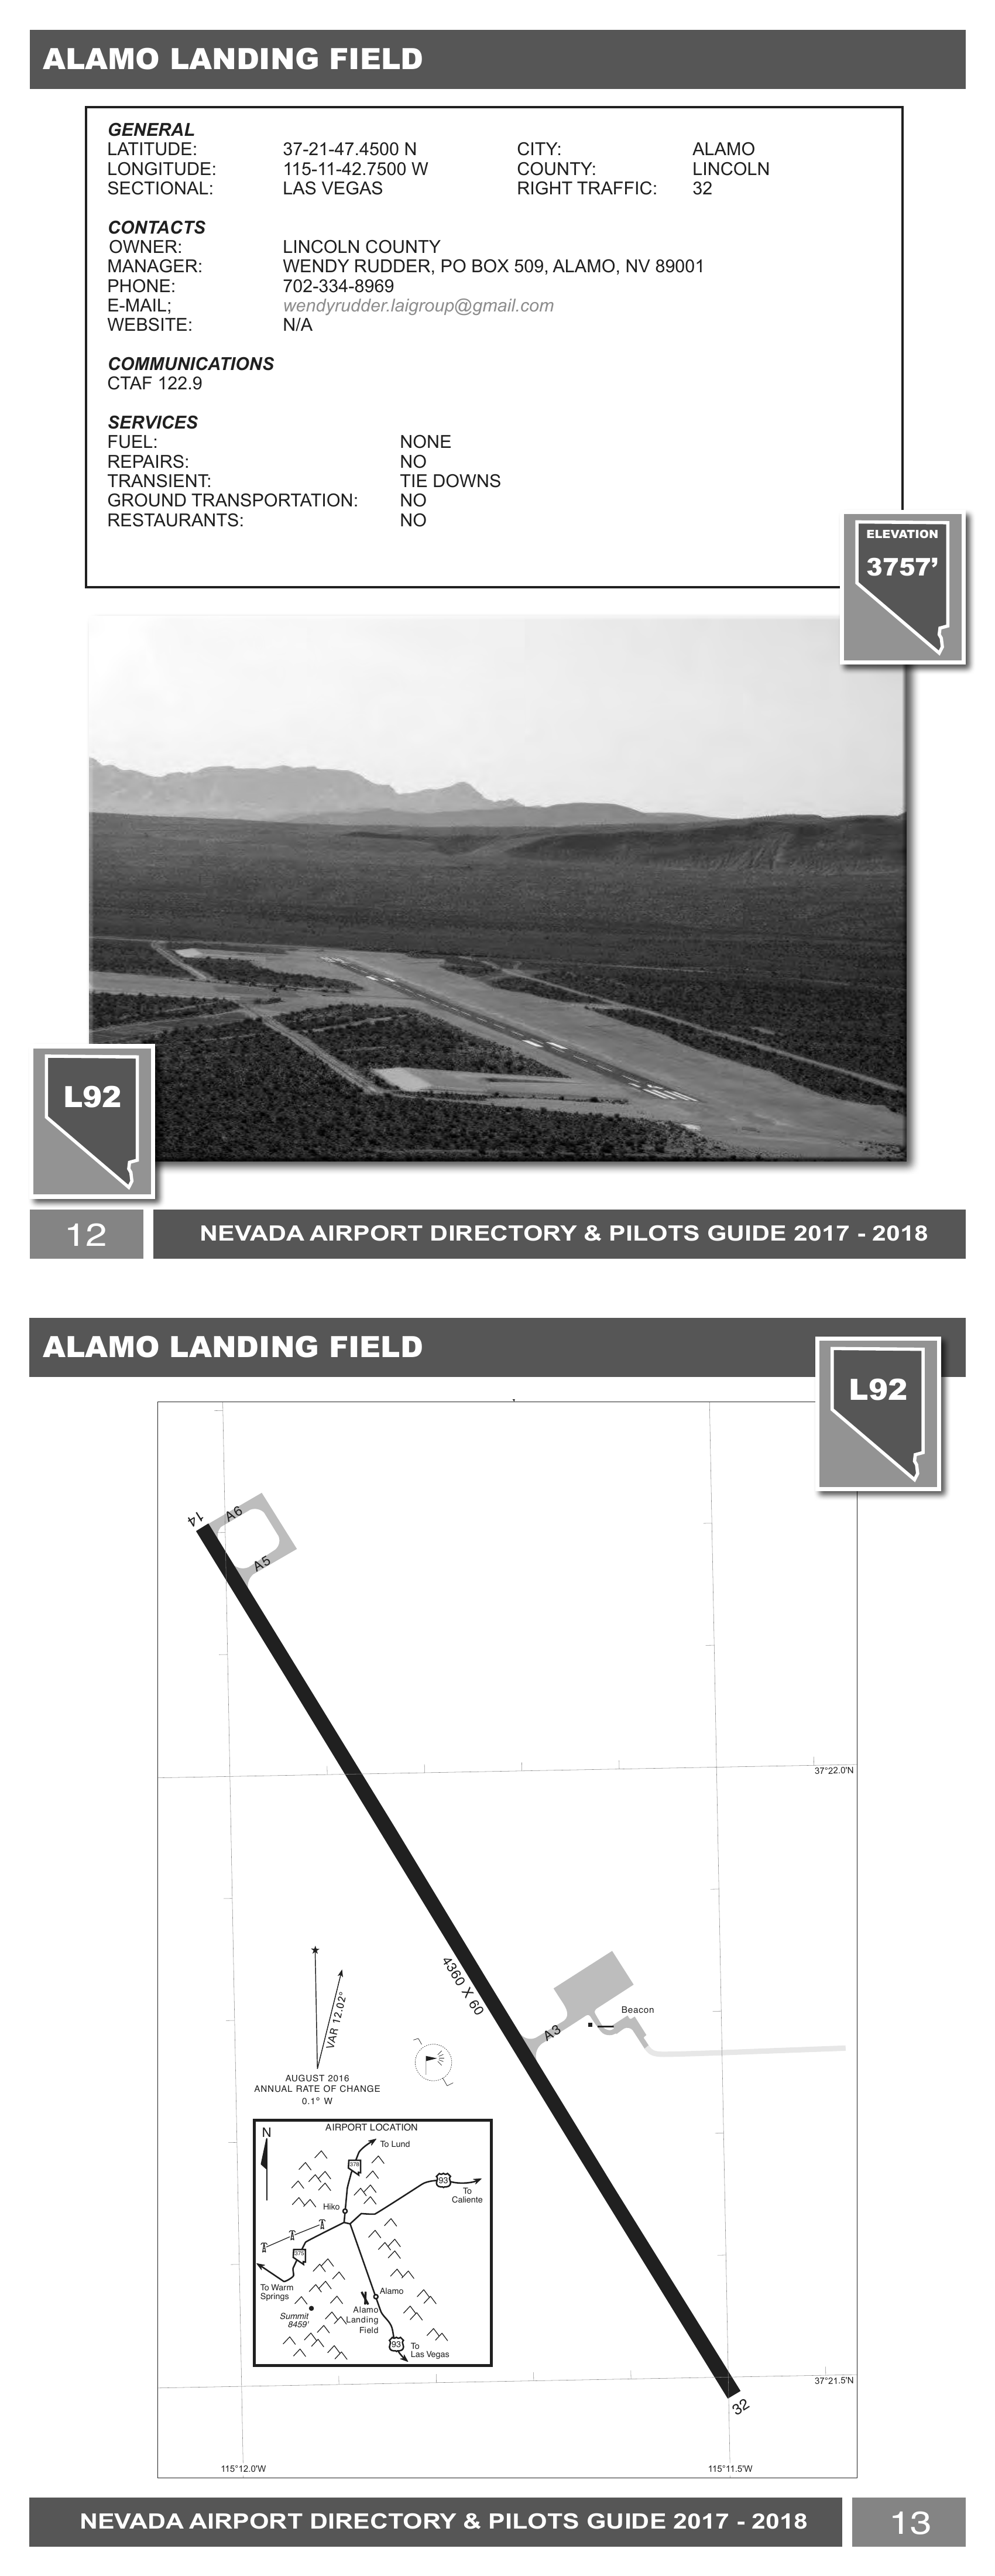 ALAMO LANDING FIELD
GENERAL
LATITUDE: 37-21-47.4500 N CITY: ALAMO
LONGITUDE: 115-11-42.7500 W COUNTY: LINCOLN
SECTIONAL: LAS VEGAS RIGHT TRAFFIC: 32
CONTACTS
OWNER: LINCOLN COUNTY
MANAGER: WENDY RUDDER, PO BOX 509, ALAMO, NV 89001
PHONE: 702-334-8969
E-MAIL; wendyrudder.laigroup@gmail.com
WEBSITE: N/A
COMMUNICATIONS
CTAF 122.9
SERVICES
FUEL: NONE
REPAIRS: NO
TRANSIENT: TIE DOWNS
GROUND TRANSPORTATION: NO
RESTAURANTS: NO
ELEVATION
3757’
L92
12 NEVADA AIRPORT DIRECTORY & PILOTS GUIDE 2017 - 2018
ALAMO LANDING FIELD
L92
14
A6
A5
37°22.0'N
4360 X 60
A3
Beacon
VAR 12.02°
AUGUST 2016
ANNUAL RATE OF CHANGE
0.1° W
AIRPORT LOCATION
N
To Lund
93
To
Caliente
Hiko
To Warm
Springs
Summit
8459'
Alamo
Alamo
Landing
Field
93
To
Las Vegas
37°21.5'N
32
115°12.0'W
115°11.5'W
NEVADA AIRPORT DIRECTORY & PILOTS GUIDE 2017 - 2018 13